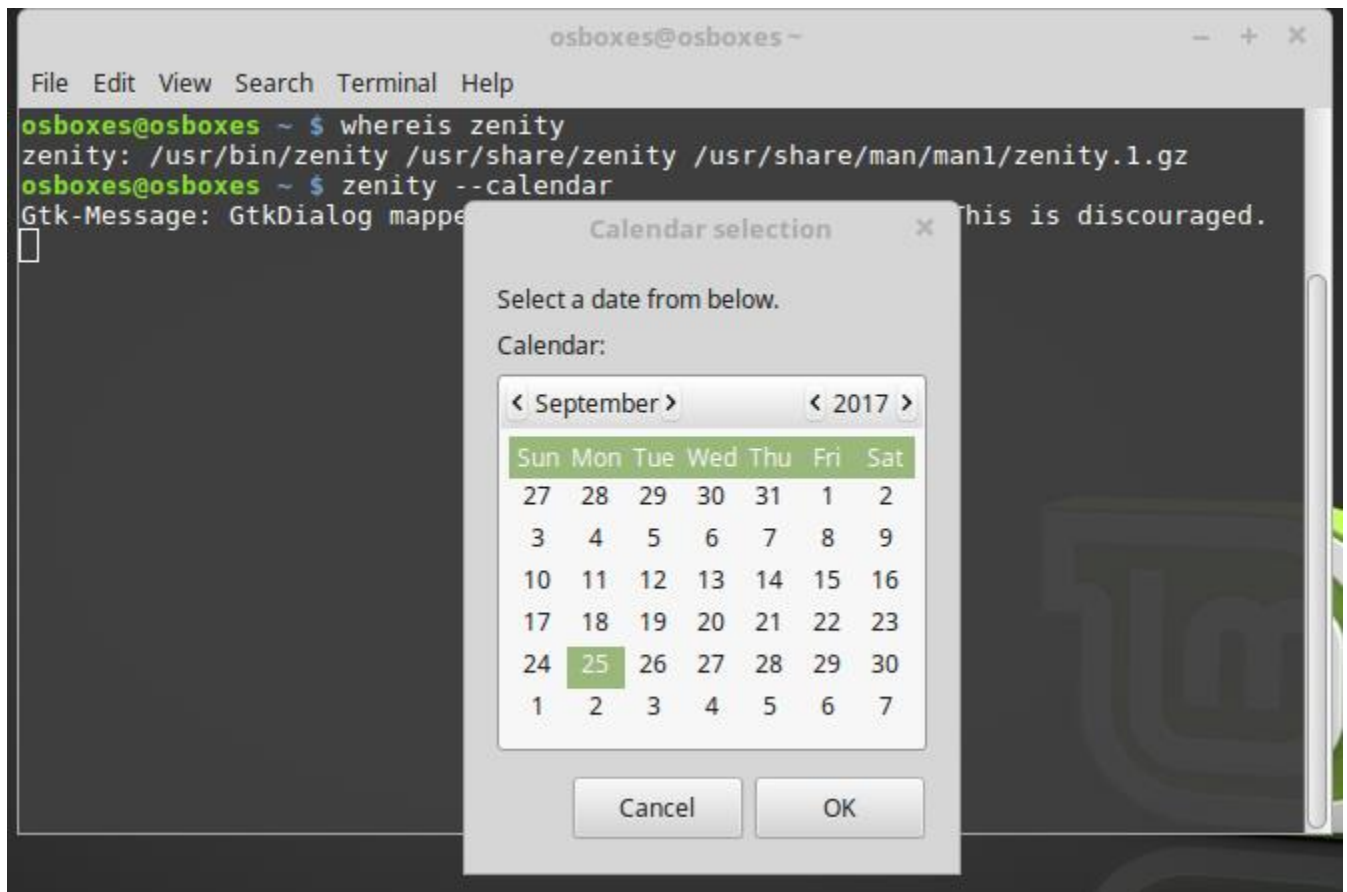 osboxes@osboxes ~
File Edit View Search Terminal Help
osboxes@osboxes ~ $ whereis zenity
zenity: /usr/bin/zenity /usr/share/zenity /usr/share/man/man1/zenity.1.gz
osboxes@osboxes ~ $ zenity --calendar
Gtk-Message: GtkDialog mappe his is discouraged.
Calendar selection
Select a date from below.
Calendar:
< September > < 2017 >
Sun Mon Tue Wed Thu Fri Sat
27 28 29 30 31 1 2
3 4 5 6 7 8 9
10 11 12 13 14 15 16
17 18 19 20 21 22 23
24 25 26 27 28 29 30
1 2 3 4 5 6 7
Cancel OK